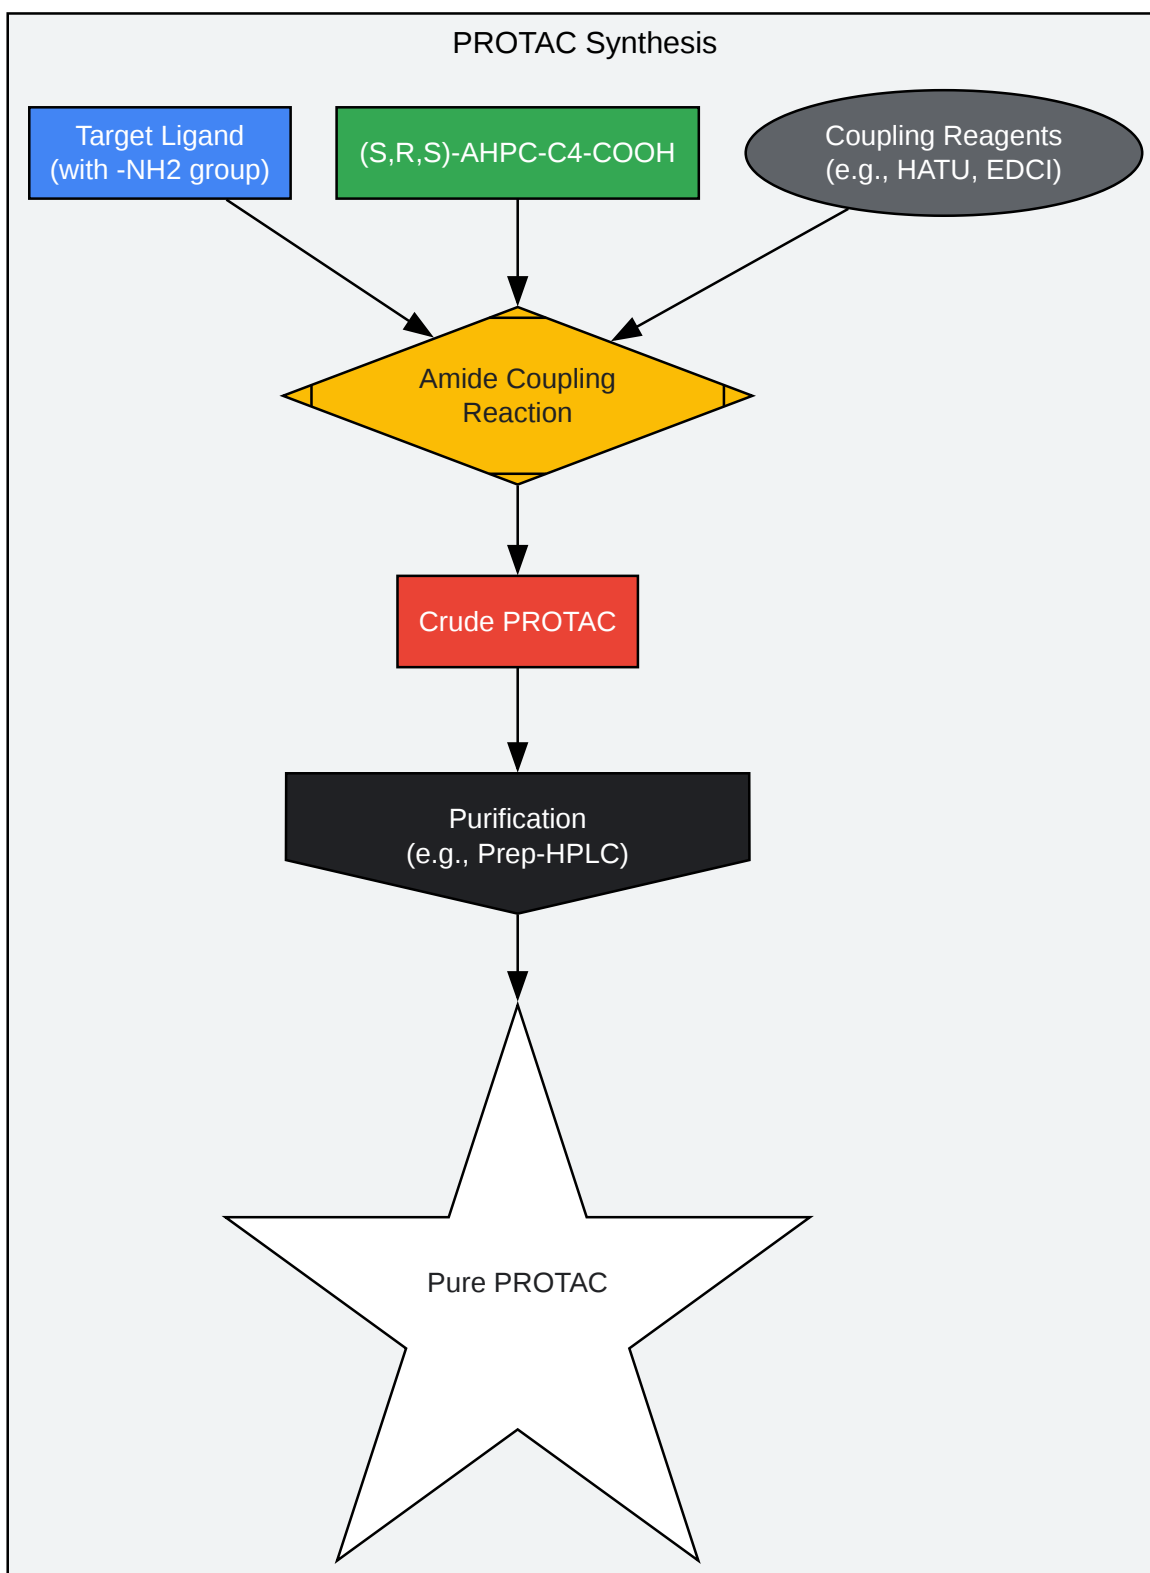 PROTAC Synthesis
Target Ligand
(with -NH2 group)
(S,R,S)-AHPC-C4-COOH
Coupling Reagents
(e.g., HATU, EDCI)
Amide Coupling
Reaction
Crude PROTAC
Purification
(e.g., Prep-HPLC)
Pure PROTAC